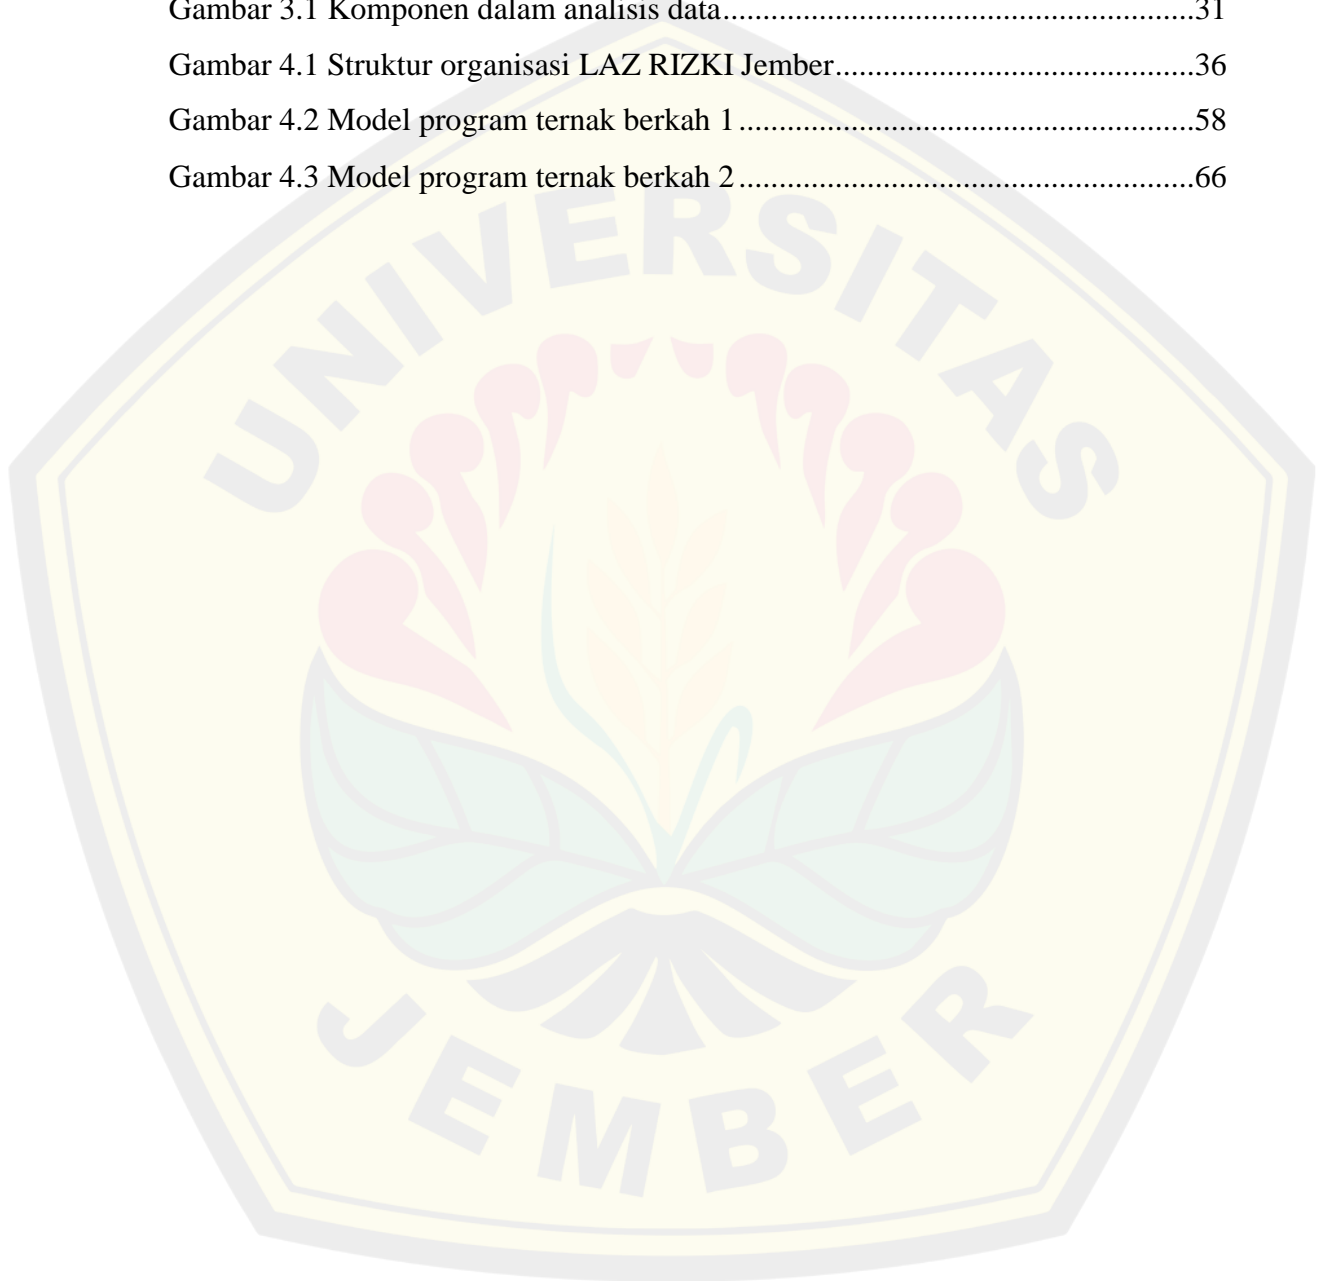 Gambar 3.1 Komponen dalam analisis data...........................................................31
Gambar 4.1 Struktur organisasi LAZ RIZKI Jember.............................................36
Gambar 4.2 Model program ternak berkah 1.........................................................58
Gambar 4.3 Model program ternak berkah 2.........................................................66
UNIVERSITAS
JEMBER